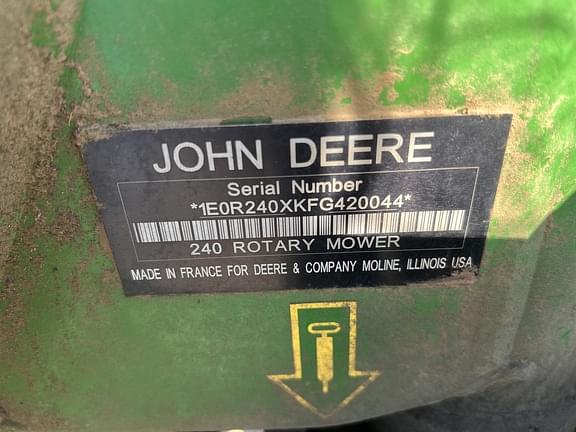 JOHN DEERE
Serial Number
*1E0R240XKFG420044*
240 ROTARY MOWER
MADE IN FRANCE FOR DEERE & COMPANY MOLINE, ILLINOIS USA